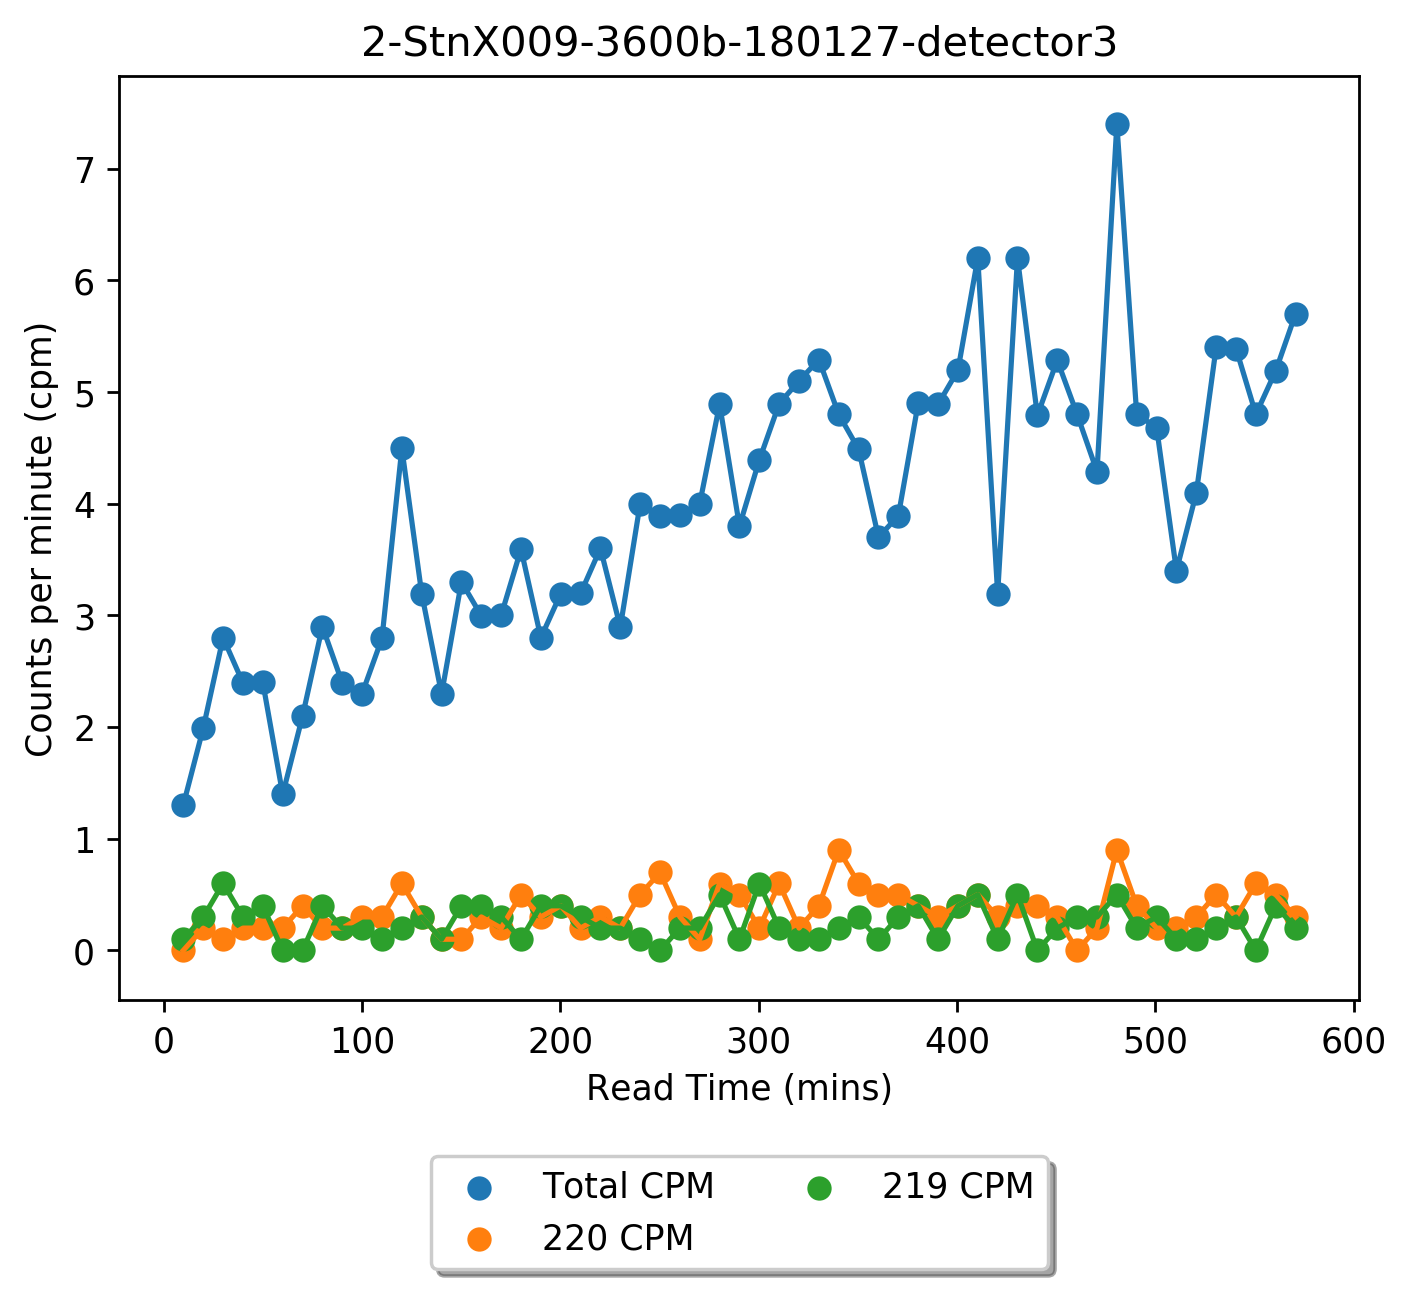 2-StnX009-3600b-180127-detector3
Counts per minute (cpm)
7
6
5
4
3
2
1
0
0 100 200 300 400 500 600
Read Time (mins)
Total CPM 219 CPM
220 CPM